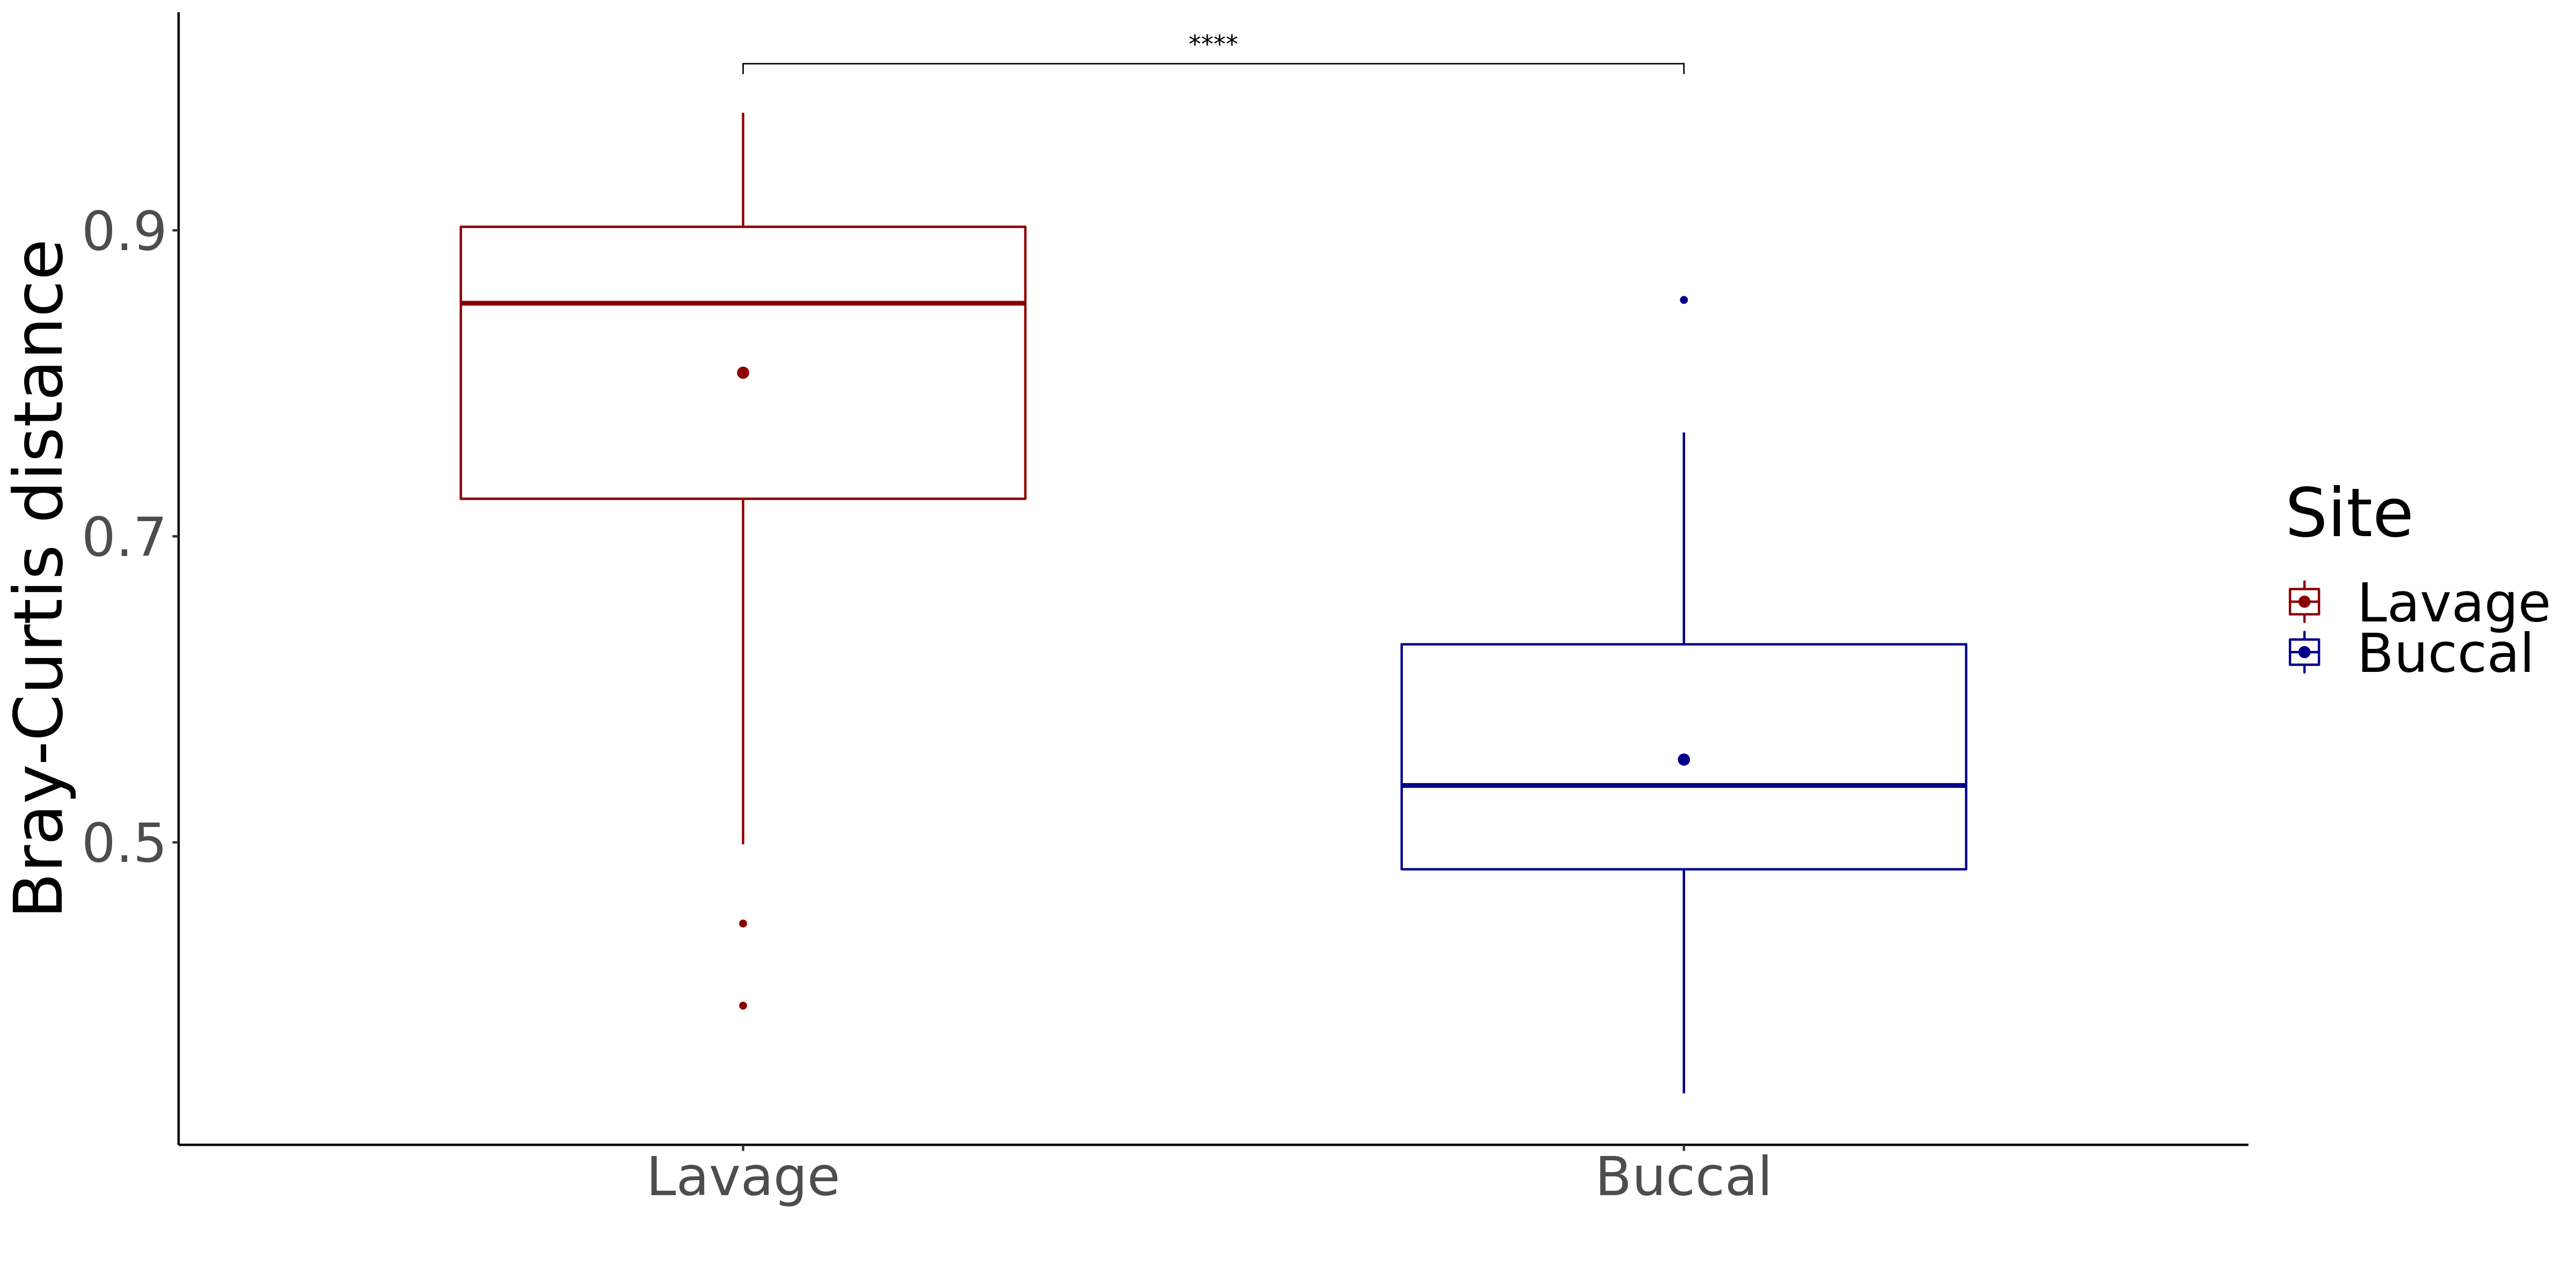 ****
Bray-Curtis distance
0.9
0.7
0.5
Lavage
Buccal
Site
Lavage
Buccal